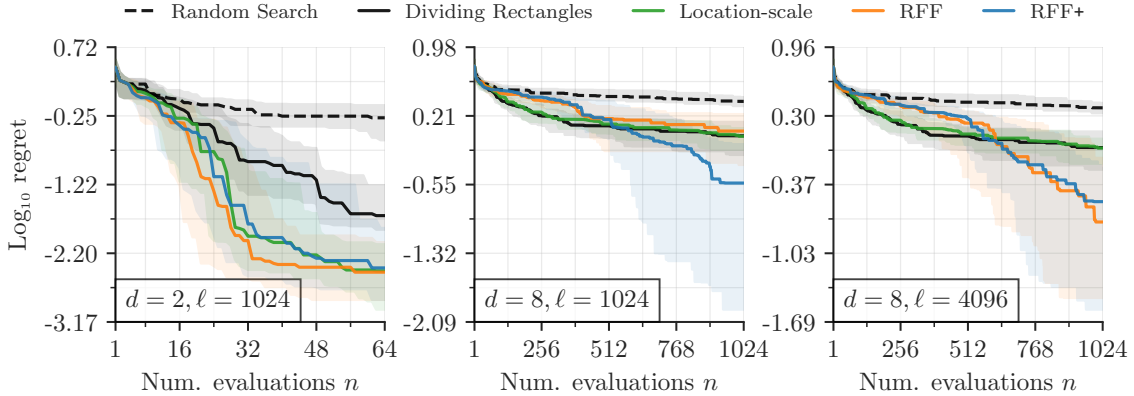 Random Search Dividing Rectangles Location-scale RFF RFF+
Log₁₀ regret
0.72
-0.25
-1.22
-2.20
-3.17
d = 2, ℓ = 1024
1 16 32 48 64
Num. evaluations n
0.98
0.21
-0.55
-1.32
-2.09
d = 8, ℓ = 1024
1 256 512 768 1024
Num. evaluations n
0.96
0.30
-0.37
-1.03
-1.69
d = 8, ℓ = 4096
1 256 512 768 1024
Num. evaluations n